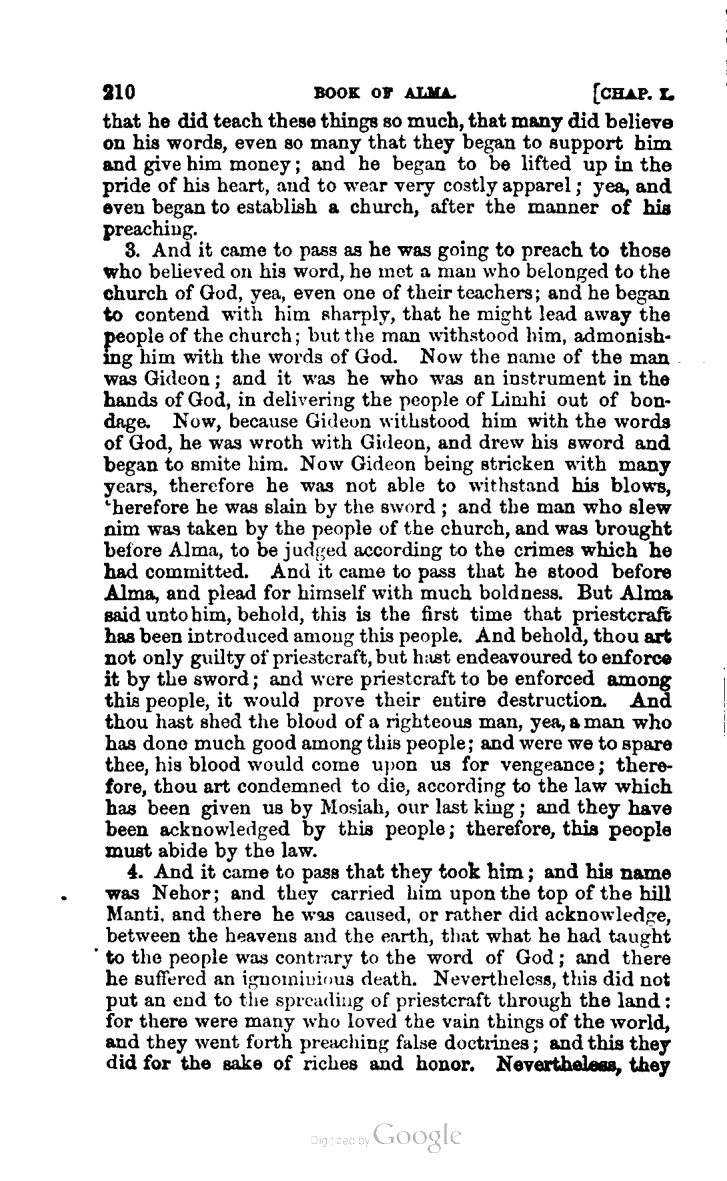 210 BOOK OF ALMA. [CHAP. I.
that he did teach these things so much, that many did believe
on his words, even so many that they began to support him
and give him money; and he began to be lifted up in the
pride of his heart, and to wear very costly apparel; yea, and
even began to establish a church, after the manner of his
preaching.
3. And it came to pass as he was going to preach to those
who believed on his word, he met a man who belonged to the
church of God, yea, even one of their teachers; and he began
to contend with him sharply, that he might lead away the
people of the church; but the man withstood him, admonish-
ing him with the words of God. Now the name of the man
was Gideon; and it was he who was an instrument in the
hands of God, in delivering the people of Limhi out of bon-
dage. Now, because Gideon withstood him with the words
of God, he was wroth with Gideon, and drew his sword and
began to smite him. Now Gideon being stricken with many
years, therefore he was not able to withstand his blows,
therefore he was slain by the sword; and the man who slew
him was taken by the people of the church, and was brought
before Alma, to be judged according to the crimes which he
had committed. And it came to pass that he stood before
Alma, and plead for himself with much boldness. But Alma
said unto him, behold, this is the first time that priestcraft
has been introduced among this people. And behold, thou art
not only guilty of priestcraft, but hast endeavoured to enforce
it by the sword; and were priestcraft to be enforced among
this people, it would prove their entire destruction. And
thou hast shed the blood of a righteous man, yea, a man who
has done much good among this people; and were we to spare
thee, his blood would come upon us for vengeance; there-
fore, thou art condemned to die, according to the law which
has been given us by Mosiah, our last king; and they have
been acknowledged by this people; therefore, this people
must abide by the law.
4. And it came to pass that they took him; and his name
was Nehor; and they carried him upon the top of the hill
Manti, and there he was caused, or rather did acknowledge,
between the heavens and the earth, that what he had taught
to the people was contrary to the word of God; and there
he suffered an ignominious death. Nevertheless, this did not
put an end to the spreading of priestcraft through the land:
for there were many who loved the vain things of the world,
and they went forth preaching false doctrines; and this they
did for the sake of riches and honor. Nevertheless, they
Digitized by Google